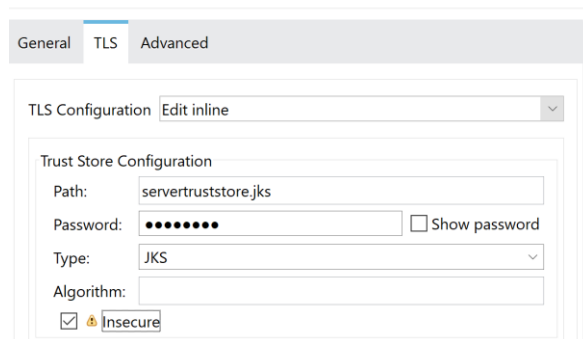 General TLS Advanced
TLS Configuration Edit inline
Trust Store Configuration
Path: servertruststore.jks
Password: ●●●●●●●● Show password
Type: JKS
Algorithm:
Insecure